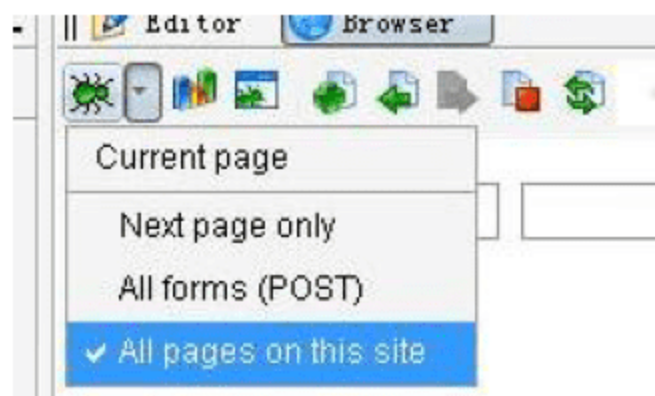 Editor Browser
Current page
Next page only
All forms (POST)
All pages on this site